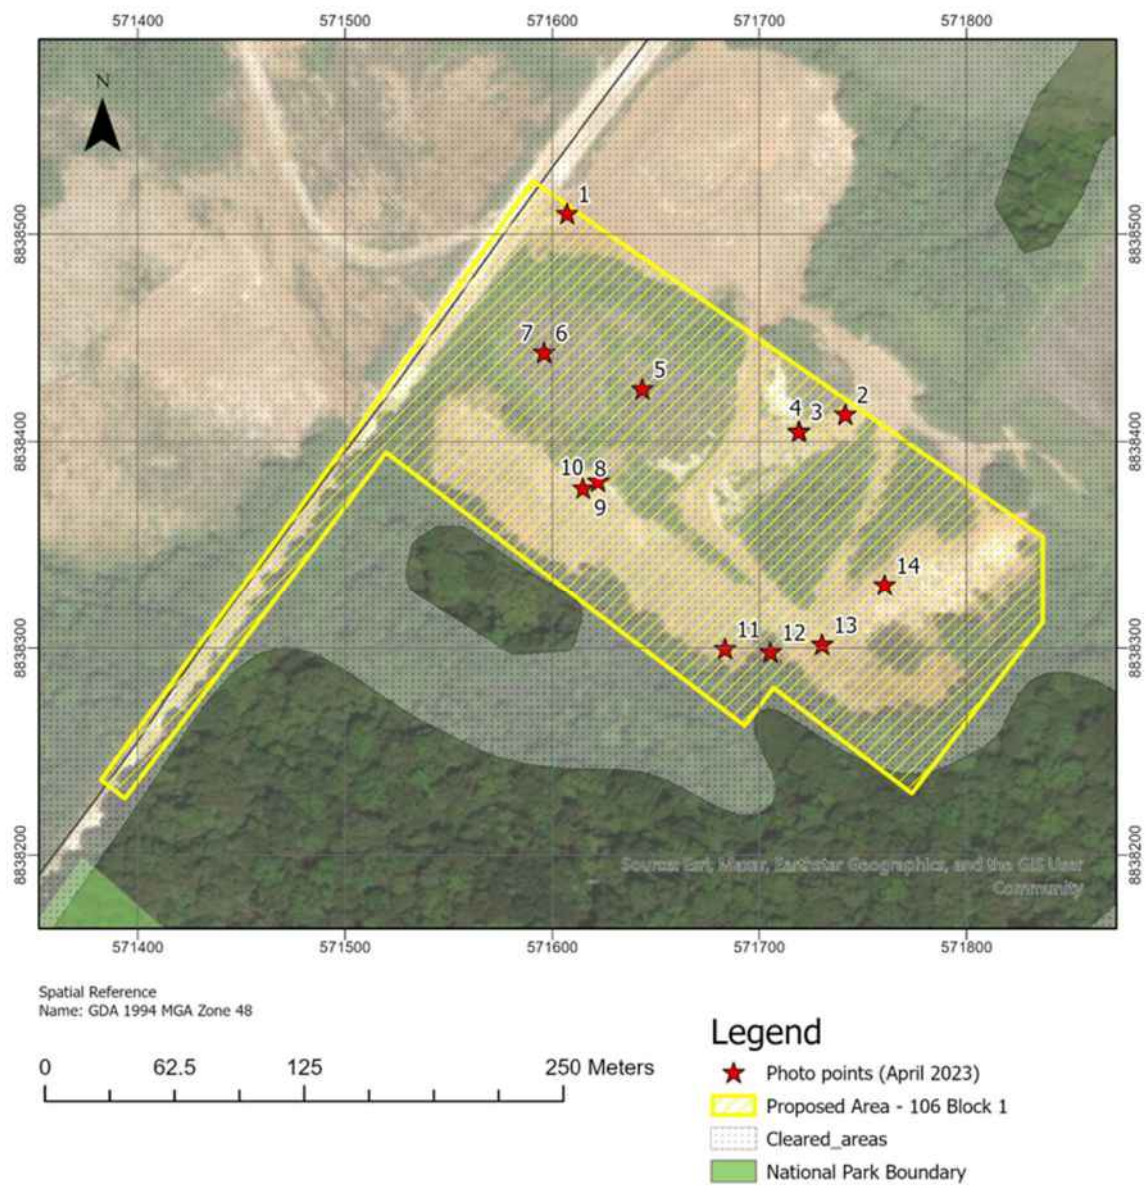 571400 571500 571600 571700 571800
N
1
8838500 8838500
7 6
5
2
4 3
8838400 8838400
10 8
9
14
11 12 13
8838300 8838300
8838200 8838200
Source: Esri, Maxar, Earthstar Geographics, and the GIS User
Community
571400 571500 571600 571700 571800
Spatial Reference
Name: GDA 1994 MGA Zone 48
0 62.5 125 250 Meters
Legend
Photo points (April 2023)
Proposed Area - 106 Block 1
Cleared_areas
National Park Boundary